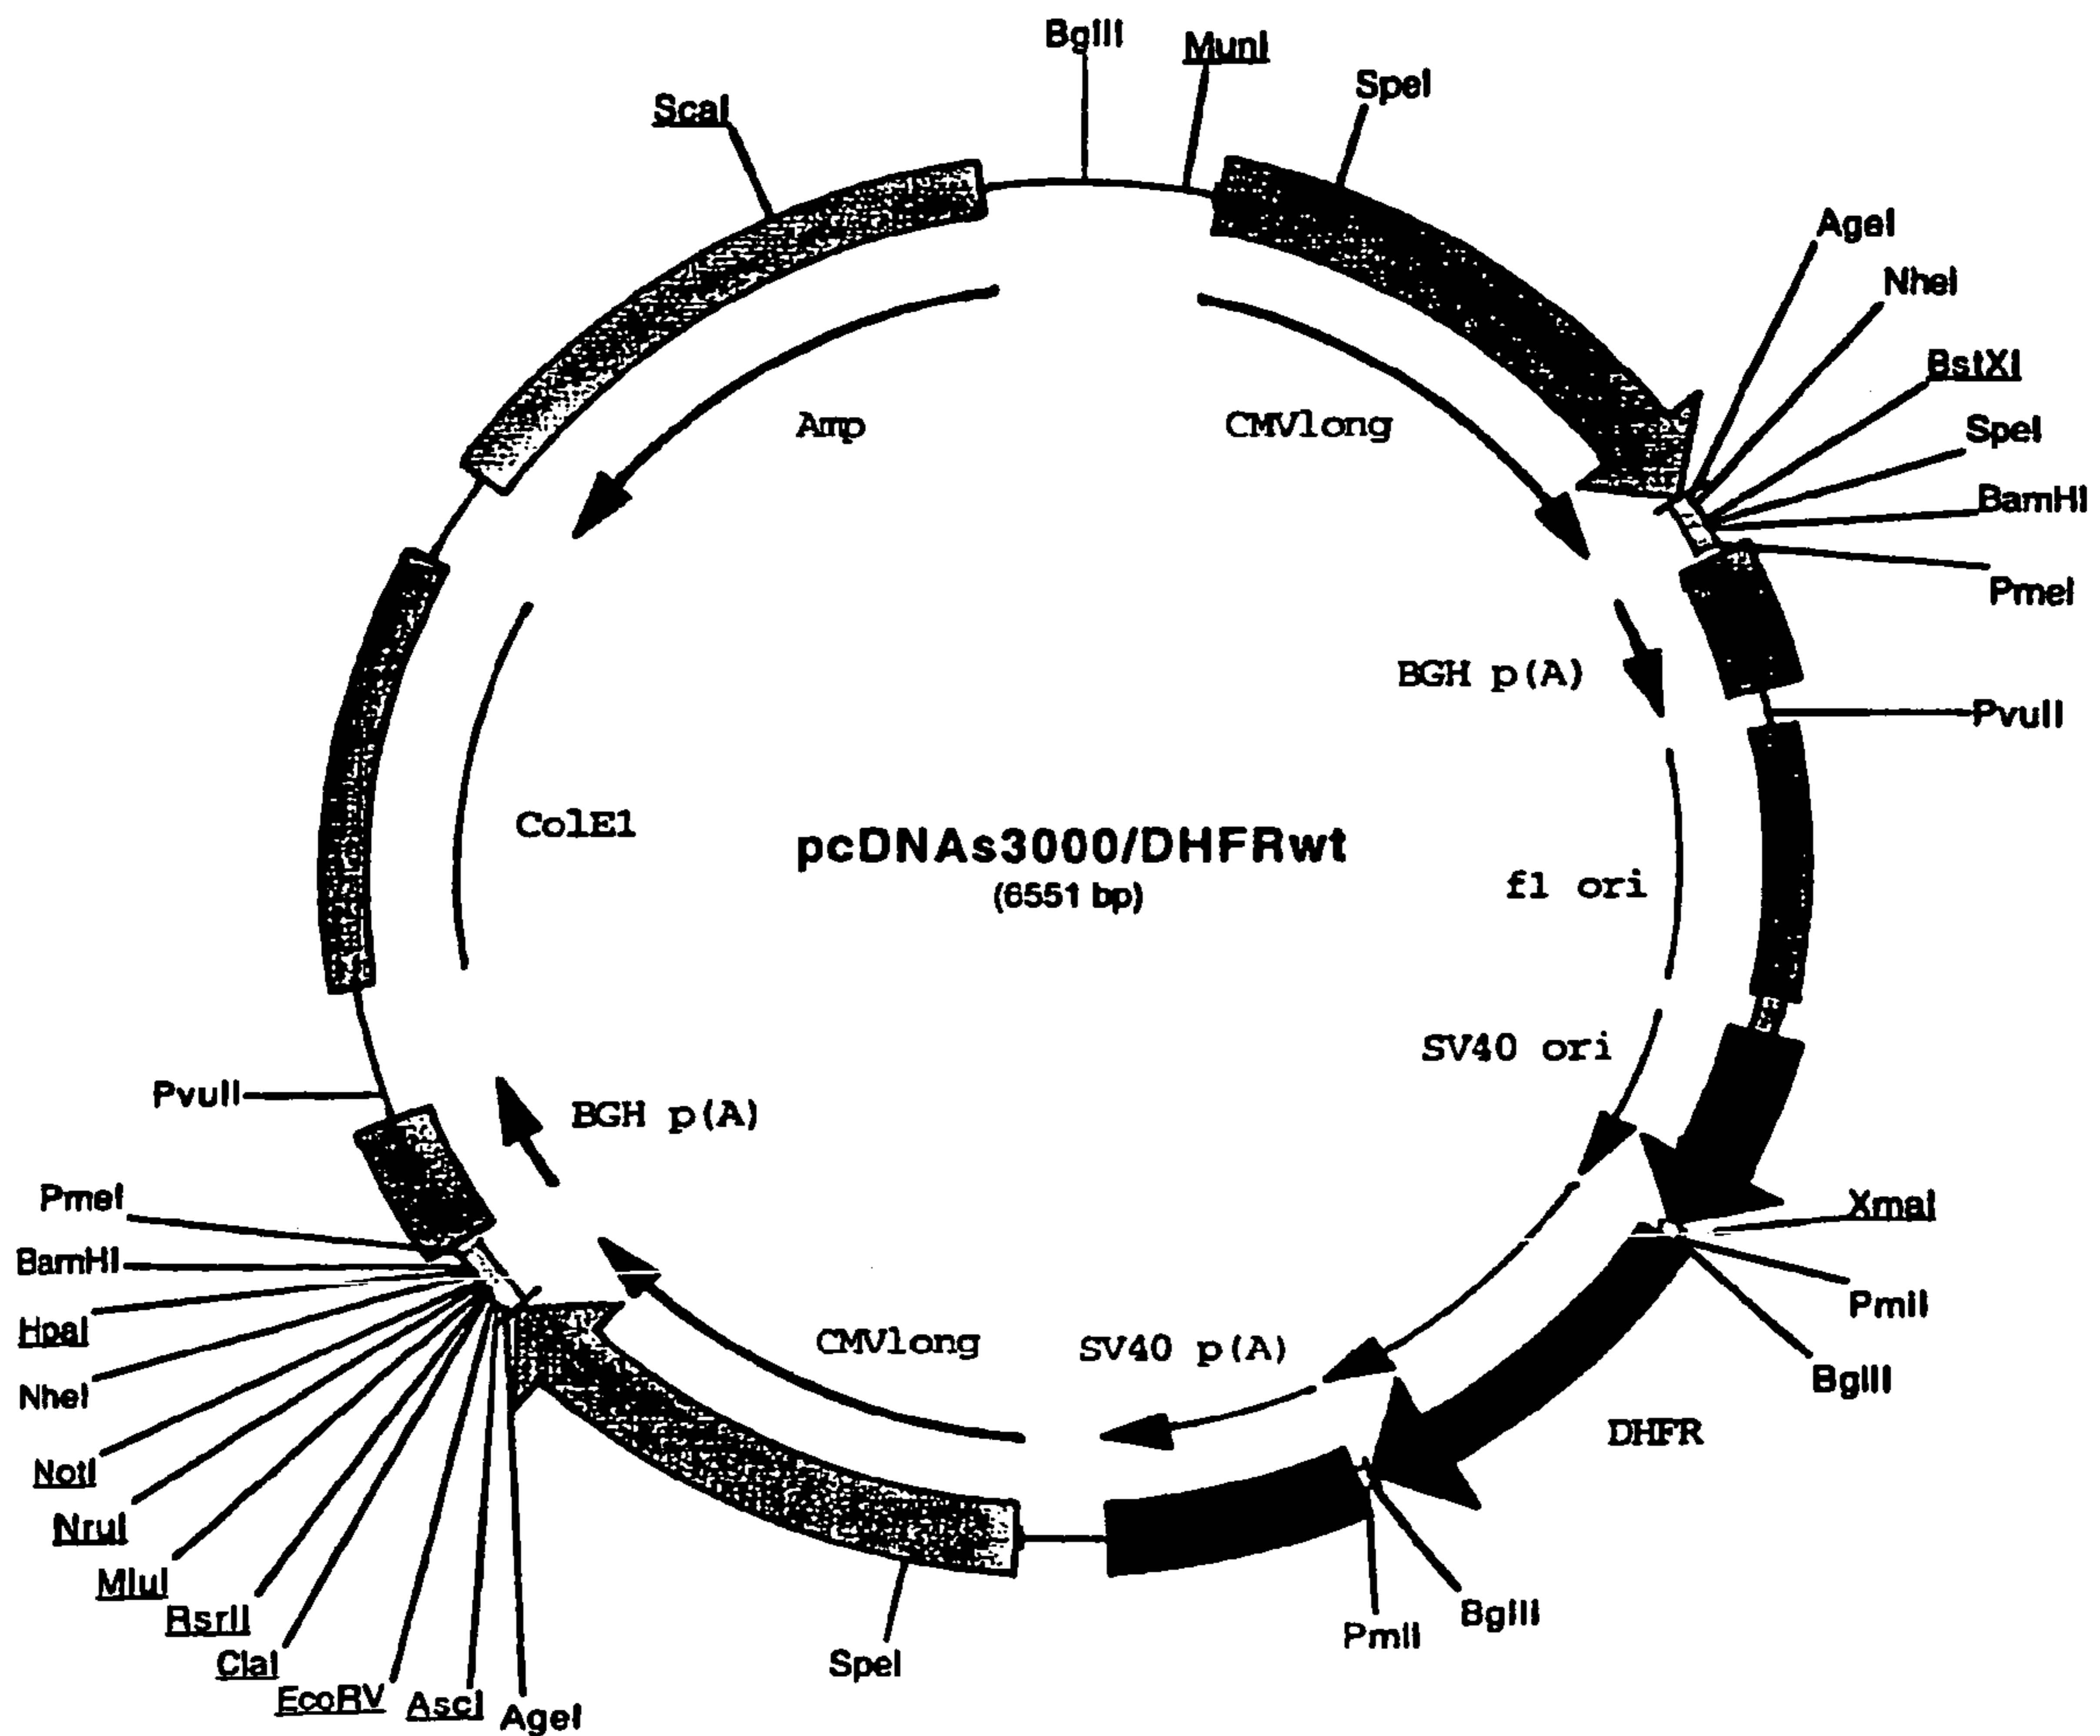 BglII
MunI
SpeI
ScaI
AgeI
NheI
BstXI
SpeI
BamHI
PmeI
Amp
CMVlong
BGH p(A)
PvuII
ColE1
pcDNAs3000/DHFRwt
(6551 bp)
f1 ori
SV40 ori
PvuII
BGH p(A)
PmeI
XmaI
BamHI
PmlI
HpaI
CMVlong
SV40 p(A)
BglII
NheI
DHFR
NotI
NruI
MluI
RsrII
ClaI
EcoRV
AscI
AgeI
SpeI
PmlI
BglII